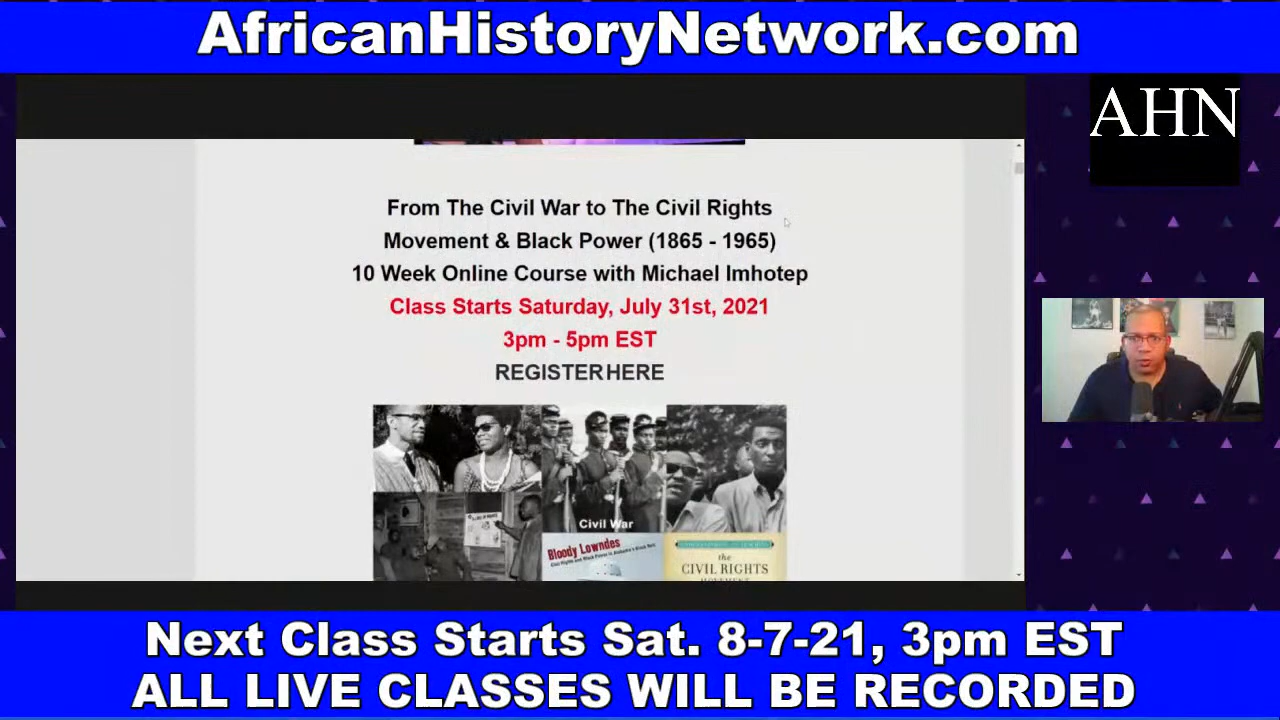 AfricanHistoryNetwork.com
AHN
From The Civil War to The Civil Rights
Movement & Black Power (1865 - 1965)
10 Week Online Course with Michael Imhotep
Class Starts Saturday, July 31st, 2021
3pm - 5pm EST
REGISTER HERE
Civil War
Bloody Lowndes
the
CIVIL RIGHTS
Next Class Starts Sat. 8-7-21, 3pm EST
ALL LIVE CLASSES WILL BE RECORDED